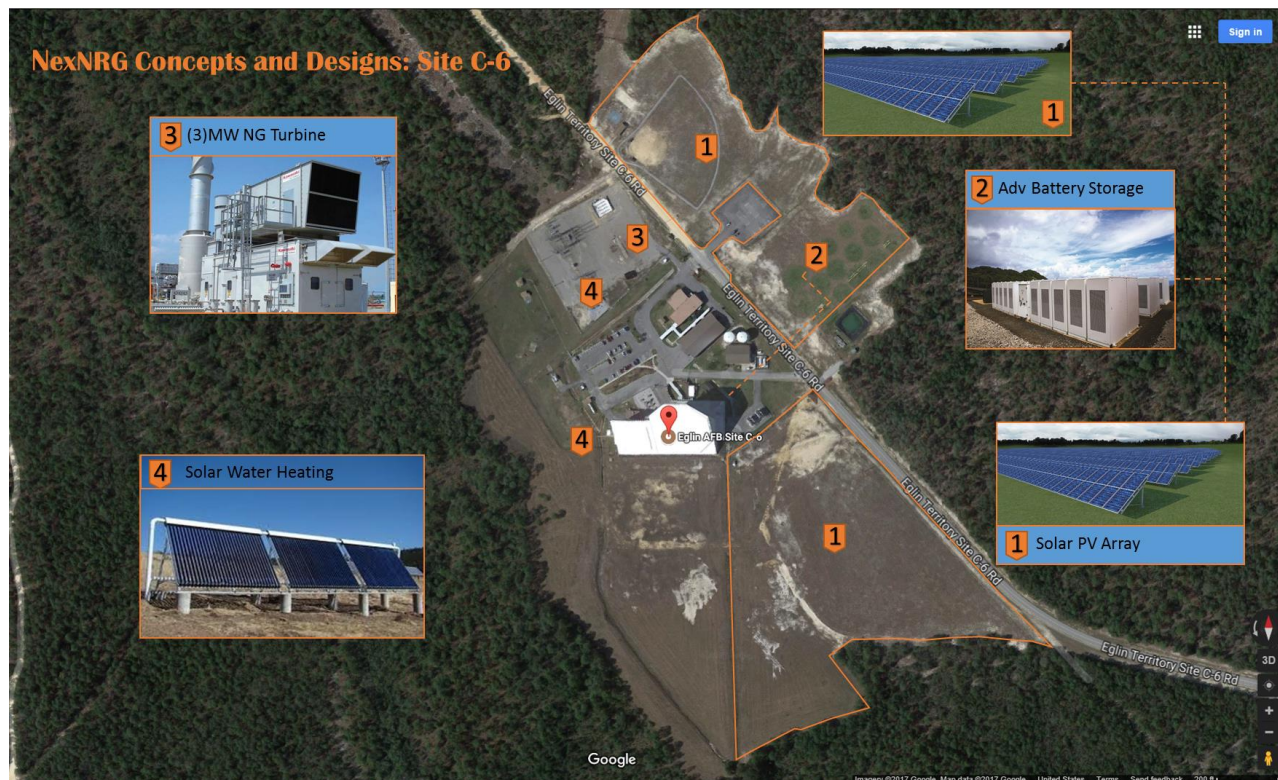 NexNRG Concepts and Designs: Site C-6
Sign in
3 (3)MW NG Turbine
Kawasaki
1
2 Adv Battery Storage
Eglin Territory Site C-6 Rd
1
3
2
4
Eglin Territory Site C-6 Rd
Eglin AFB Site C-6
4
4 Solar Water Heating
1
Eglin Territory Site C-6 Rd
1 Solar PV Array
Eglin Territory Site C-6 Rd
3D
Google
Imagery ©2017 Google, Map data ©2017 Google United States Terms Send feedback 200 ft